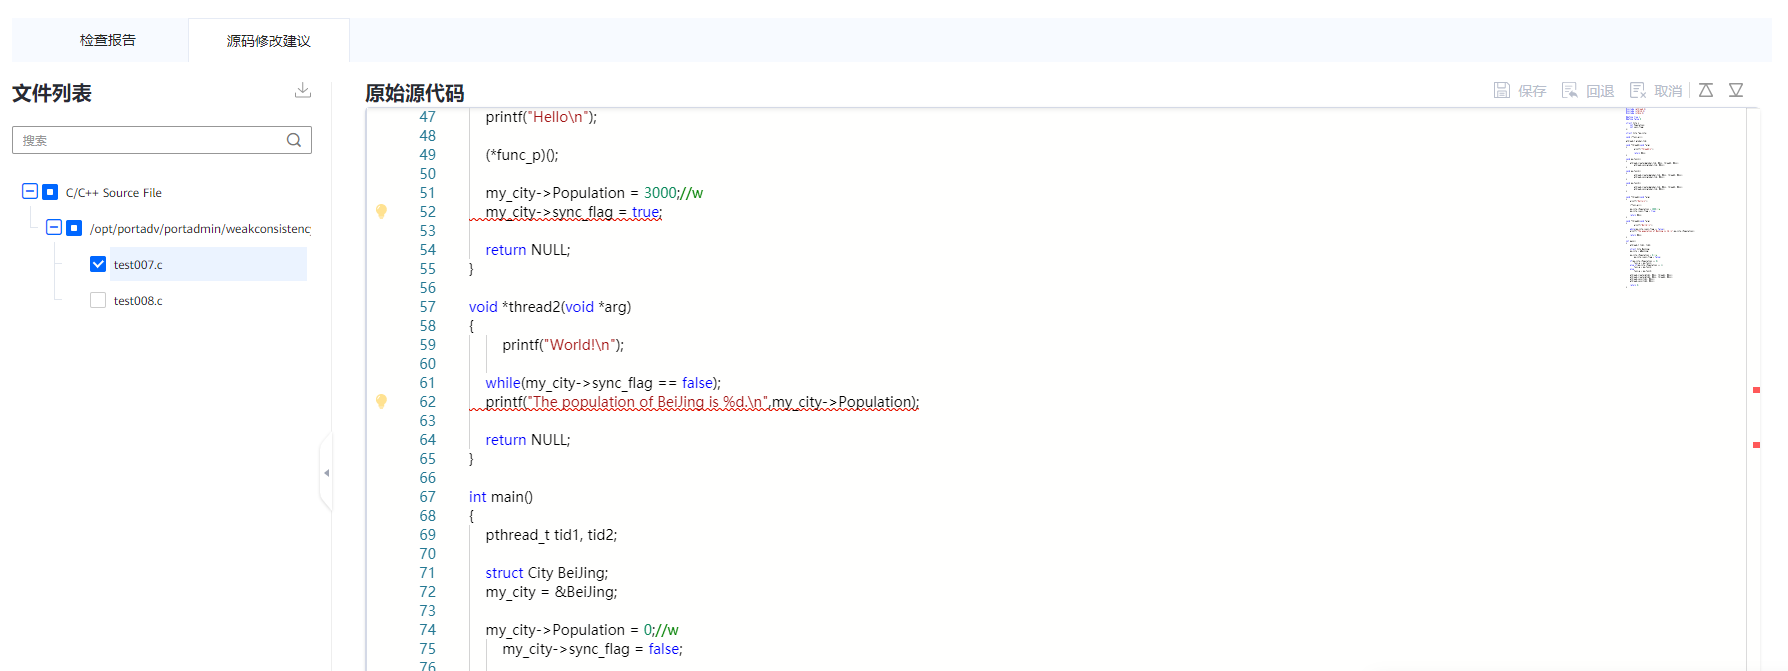 检查报告 源码修改建议
文件列表
搜索
C/C++ Source File
/opt/portadv/portadmin/weakconsistency
test007.c
test008.c
原始源代码 保存 回退 取消
47 printf("Hello\n");
48
49 (*func_p)();
50
51 my_city->Population = 3000;//w
52 my_city->sync_flag = true;
53
54 return NULL;
55 }
56
57 void *thread2(void *arg)
58 {
59 printf("World!\n");
60
61 while(my_city->sync_flag == false);
62 printf("The population of BeiJing is %d.\n",my_city->Population);
63
64 return NULL;
65 }
66
67 int main()
68 {
69 pthread_t tid1, tid2;
70
71 struct City BeiJing;
72 my_city = &BeiJing;
73
74 my_city->Population = 0;//w
75 my_city->sync_flag = false;
76